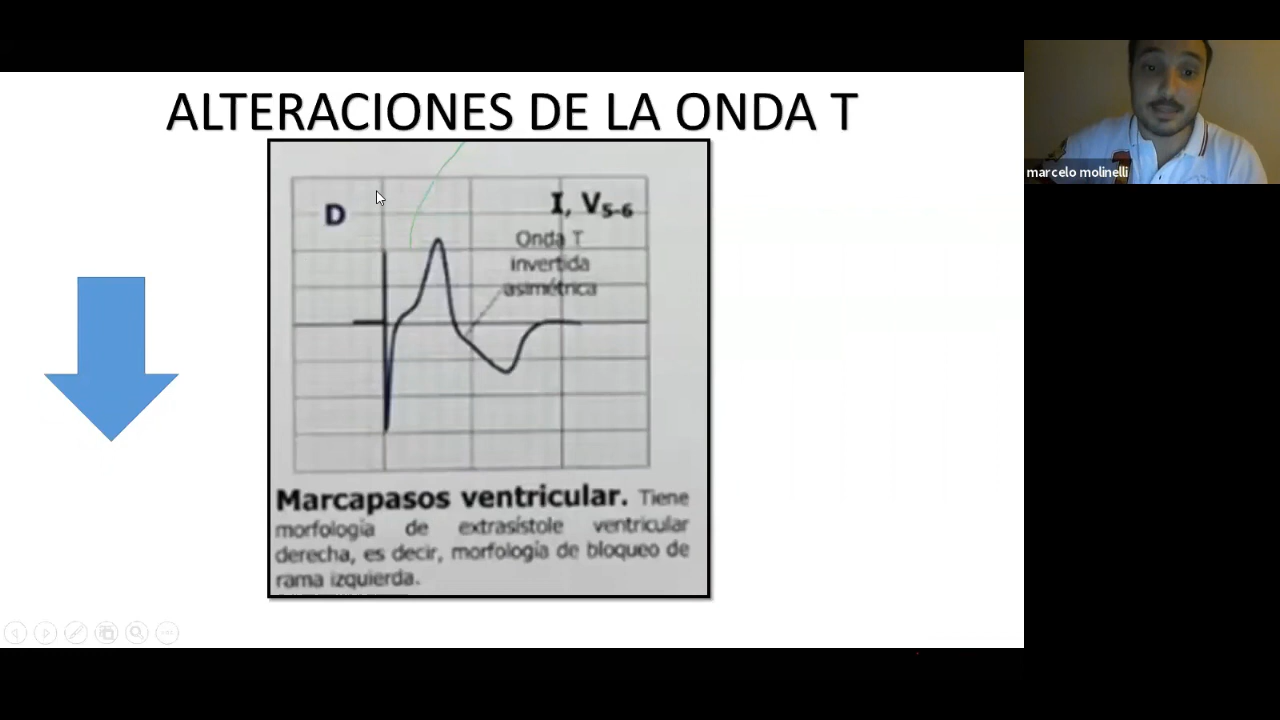 ALTERACIONES DE LA ONDA T
D
I, V5-6
Onda T
invertida
asimétrica
Marcapasos ventricular. Tiene
morfología de extrasístole ventricular
derecha, es decir, morfología de bloqueo de
rama izquierda.
marcelo molinelli